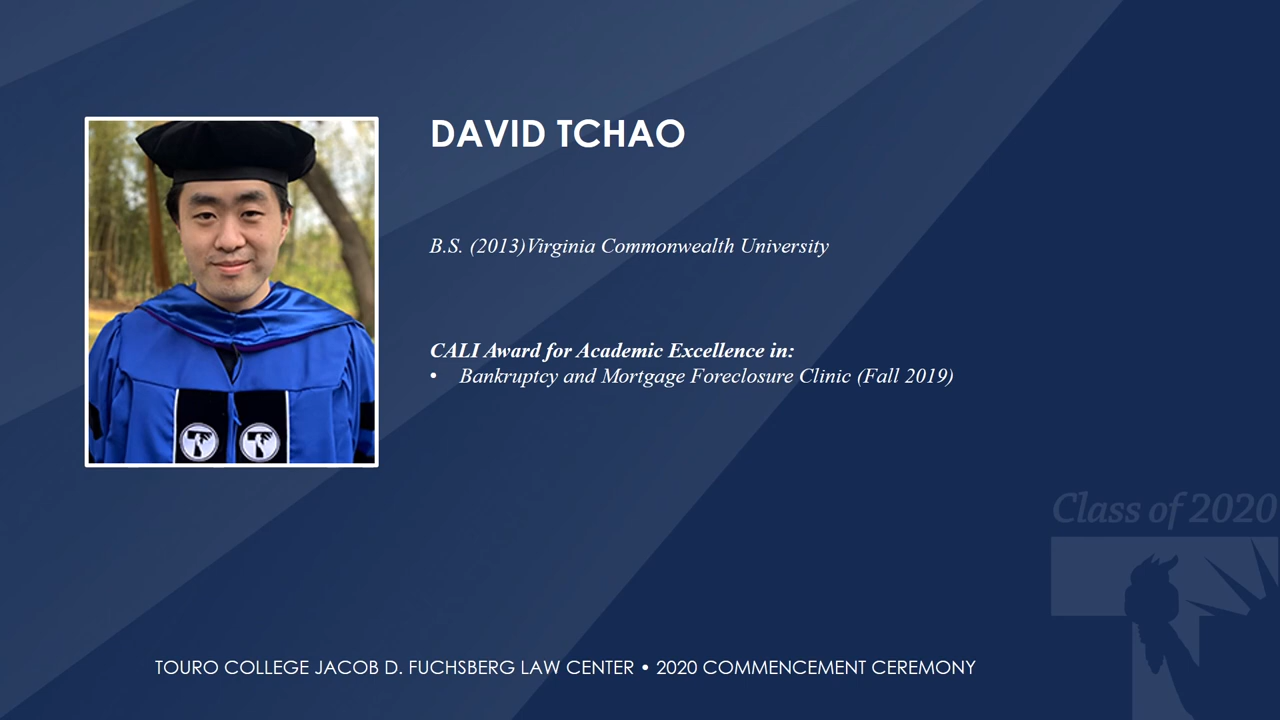 DAVID TCHAO
B.S. (2013)Virginia Commonwealth University
CALI Award for Academic Excellence in:
• Bankruptcy and Mortgage Foreclosure Clinic (Fall 2019)
Class of 2020
TOURO COLLEGE JACOB D. FUCHSBERG LAW CENTER • 2020 COMMENCEMENT CEREMONY